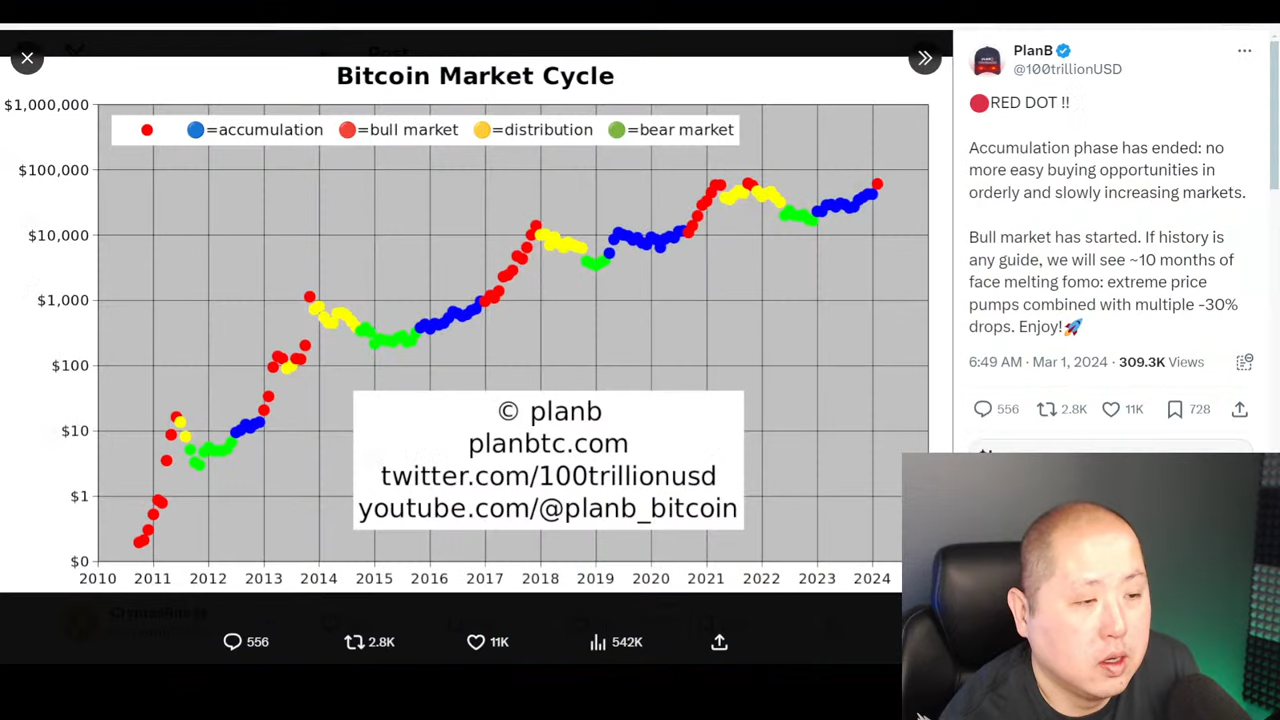 Post
Bitcoin Market Cycle
$1,000,000
$100,000
$10,000
$1,000
$100
$10
$1
$0
=accumulation =bull market =distribution =bear market
© planb
planbtc.com
twitter.com/100trillionusd
youtube.com/@planb_bitcoin
2010 2011 2012 2013 2014 2015 2016 2017 2018 2019 2020 2021 2022 2023 2024
556 2.8K 11K 542K
PlanB
@100trillionUSD
RED DOT !!
Accumulation phase has ended: no
more easy buying opportunities in
orderly and slowly increasing markets.
Bull market has started. If history is
any guide, we will see ~10 months of
face melting fomo: extreme price
pumps combined with multiple -30%
drops. Enjoy!
6:49 AM · Mar 1, 2024 · 309.3K Views
556 2.8K 11K 728